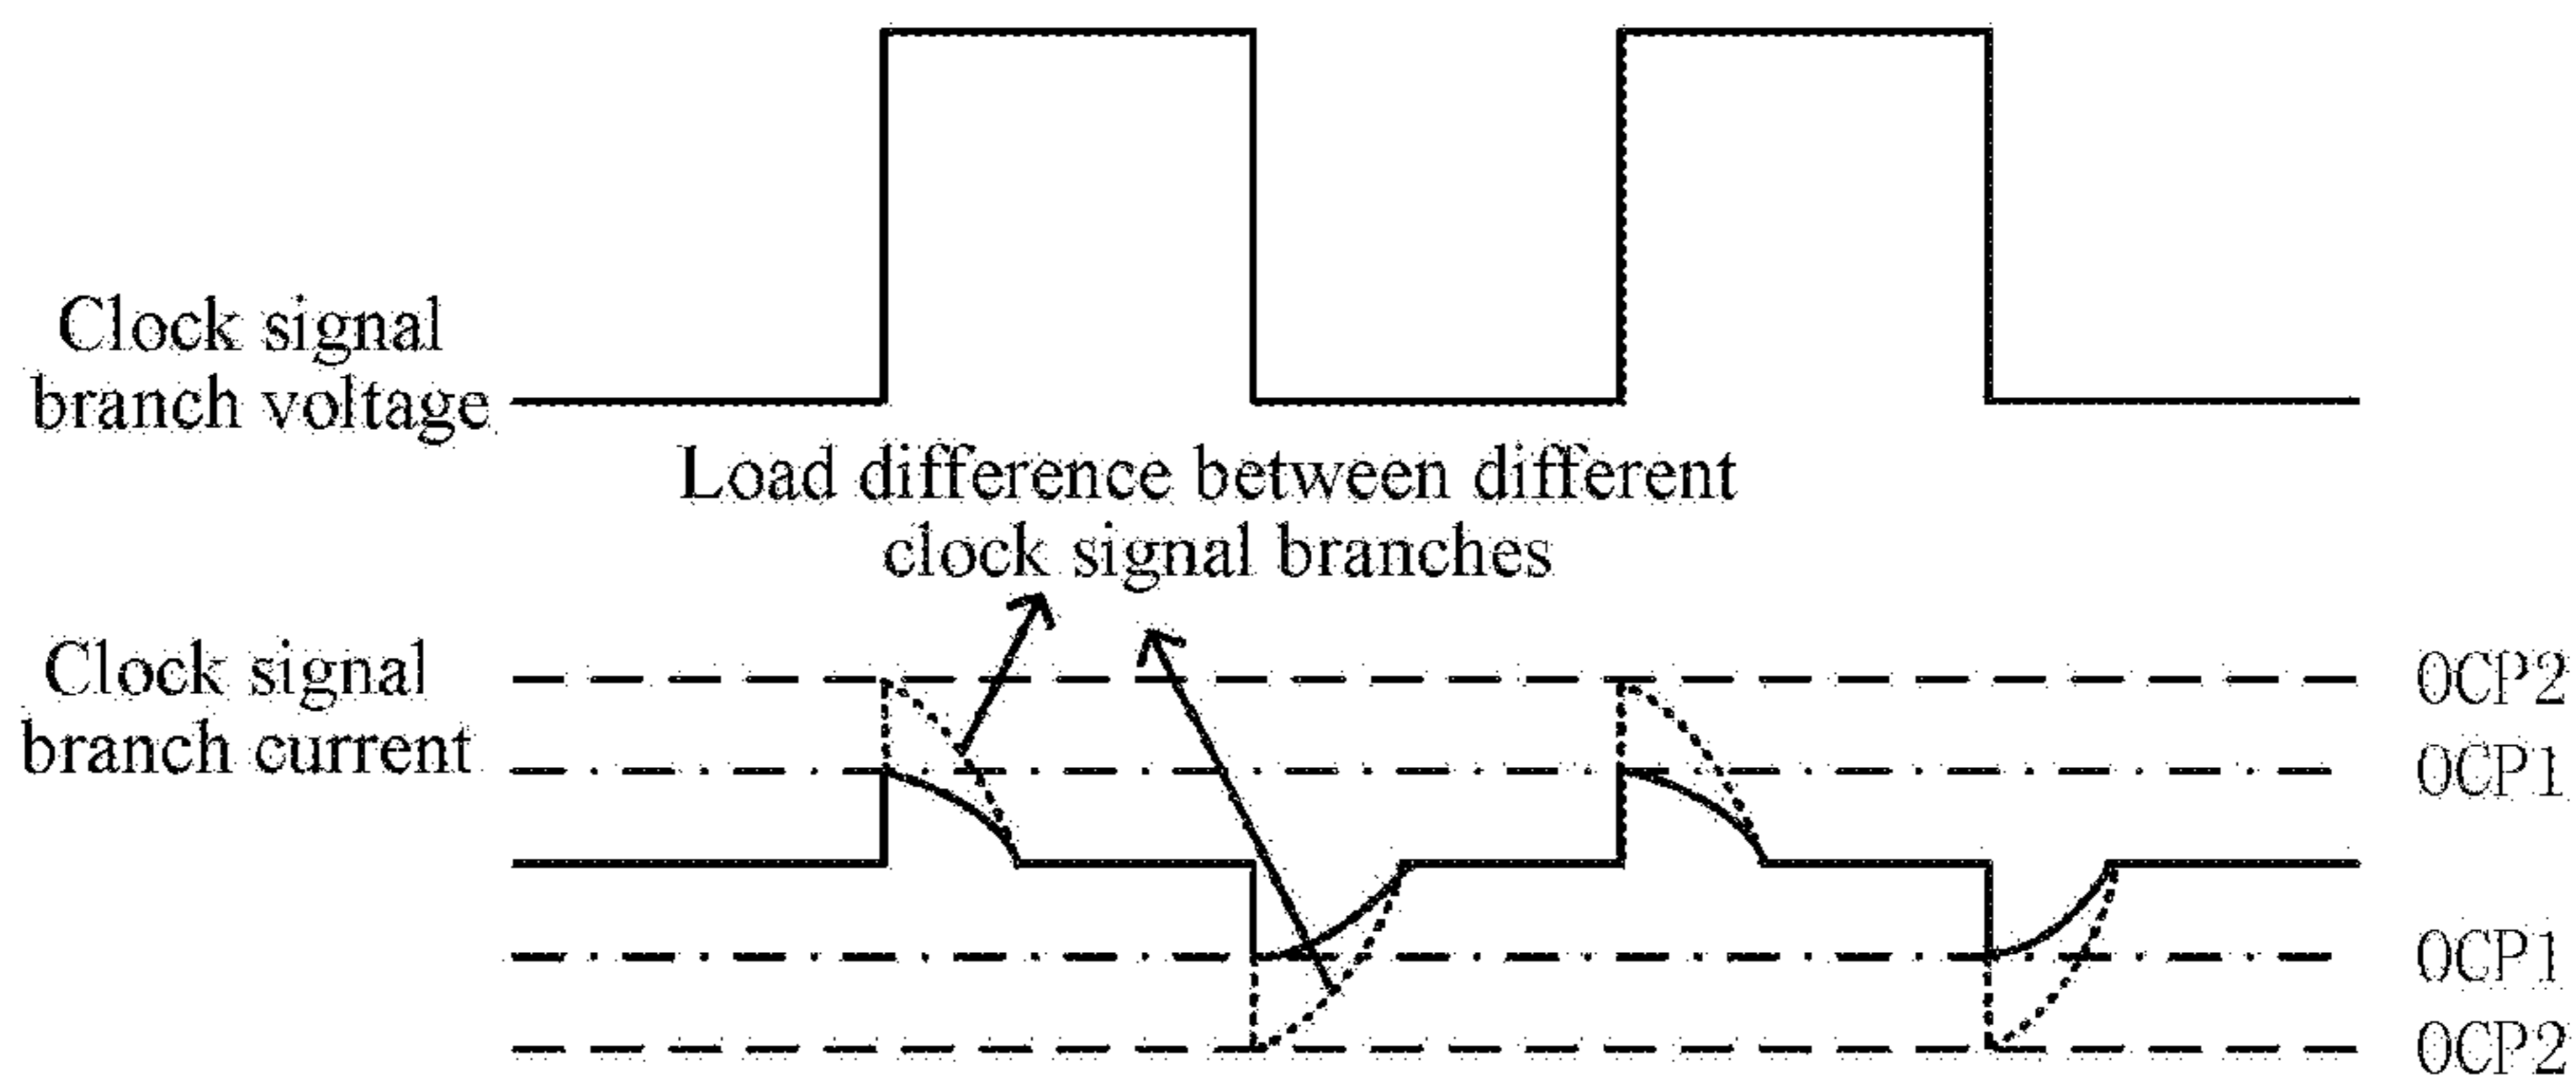 Clock signal
branch voltage
Load difference between different
clock signal branches
Clock signal
branch current
OCP2
OCP1
OCP1
OCP2